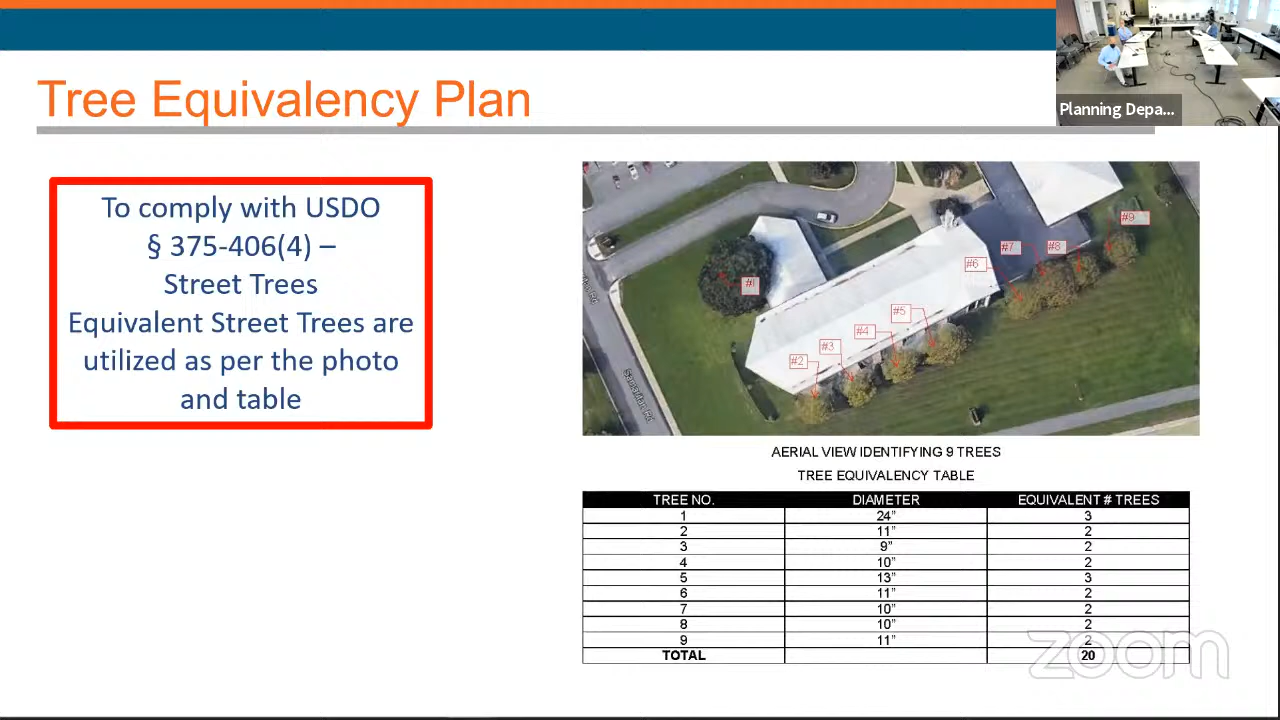 Planning Depa...
Tree Equivalency Plan
To comply with USDO
§ 375-406(4) –
Street Trees
Equivalent Street Trees are
utilized as per the photo
and table
#1
#2
#3
#4
#5
#6
#7
#8
#9
Samaritan Rd
AERIAL VIEW IDENTIFYING 9 TREES
TREE EQUIVALENCY TABLE
TREE NO. DIAMETER EQUIVALENT # TREES
1 24” 3
2 11” 2
3 9” 2
4 10” 2
5 13” 3
6 11” 2
7 10” 2
8 10” 2
9 11” 2
TOTAL 20
zoom